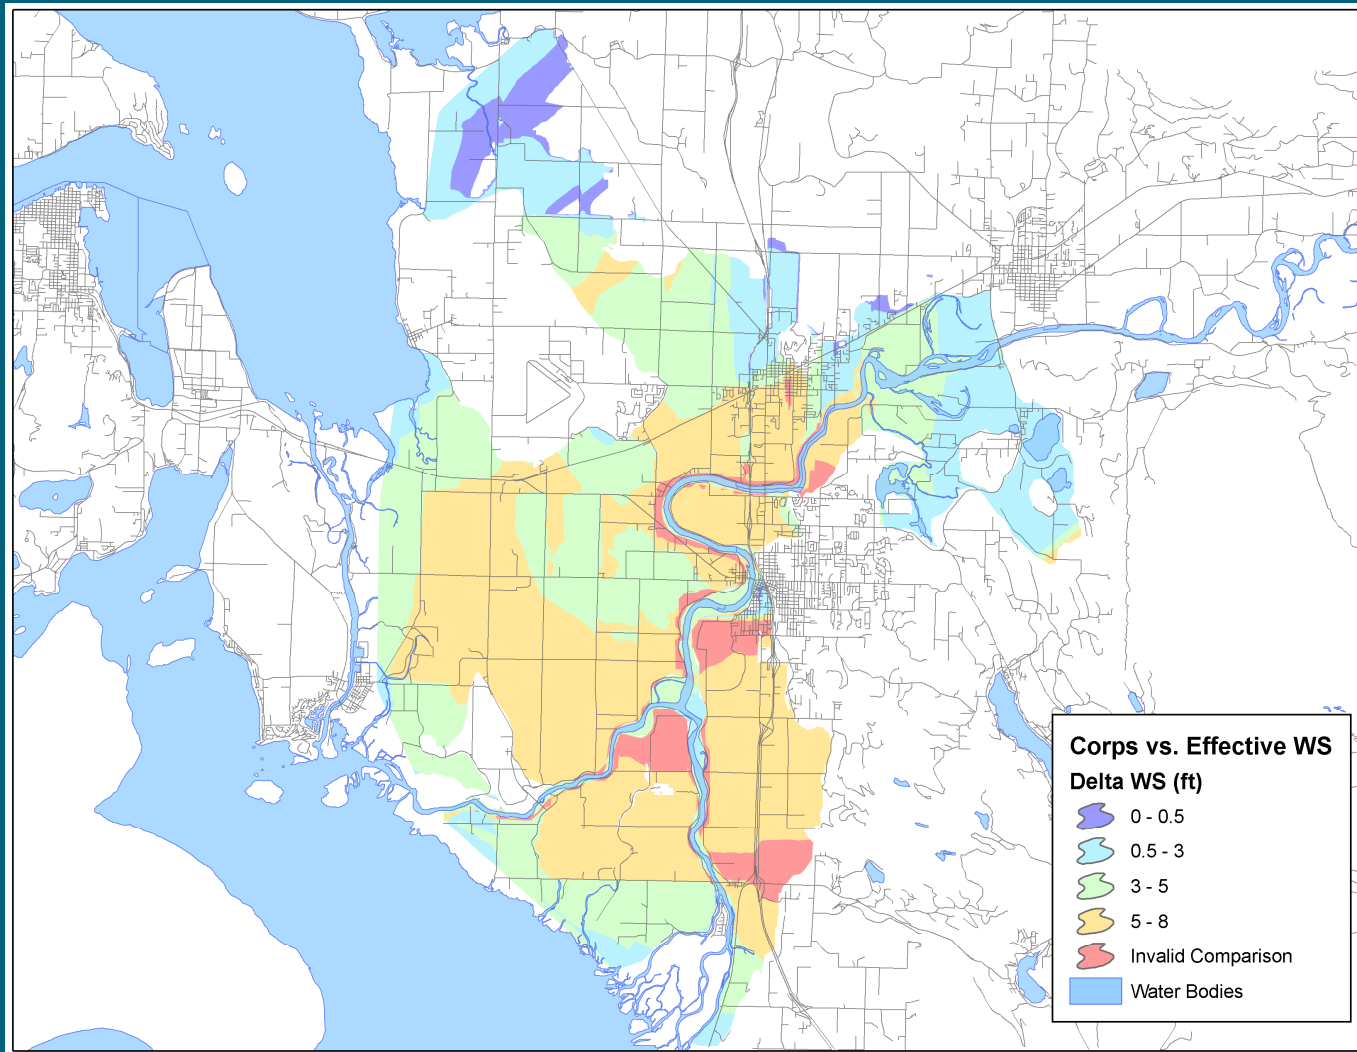 Corps vs. Effective WS
Delta WS (ft)
0 - 0.5
0.5 - 3
3 - 5
5 - 8
Invalid Comparison
Water Bodies